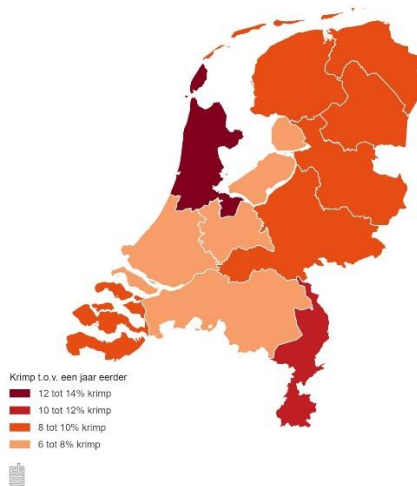 Krimp t.o.v. een jaar eerder
12 tot 14% krimp
10 tot 12% krimp
8 tot 10% krimp
6 tot 8% krimp